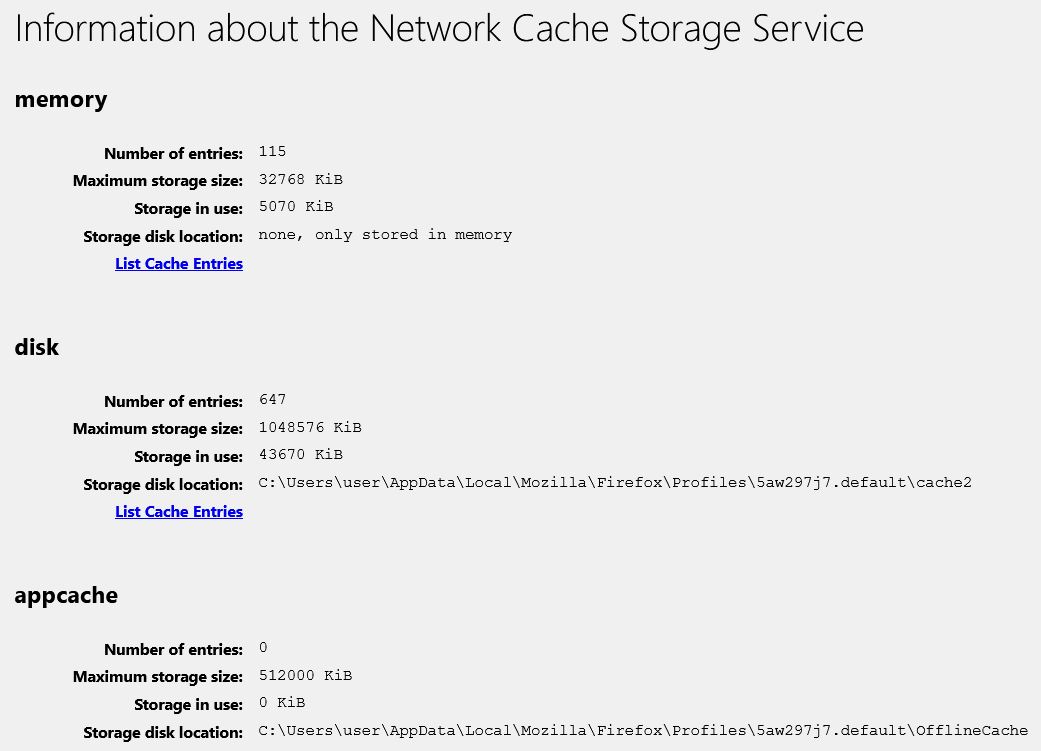 Information about the Network Cache Storage Service
memory
Number of entries: 115
Maximum storage size: 32768 KiB
Storage in use: 5070 KiB
Storage disk location: none, only stored in memory
List Cache Entries
disk
Number of entries: 647
Maximum storage size: 1048576 KiB
Storage in use: 43670 KiB
Storage disk location: C:\Users\user\AppData\Local\Mozilla\Firefox\Profiles\5aw297j7.default\cache2
List Cache Entries
appcache
Number of entries: 0
Maximum storage size: 512000 KiB
Storage in use: 0 KiB
Storage disk location: C:\Users\user\AppData\Local\Mozilla\Firefox\Profiles\5aw297j7.default\OfflineCache